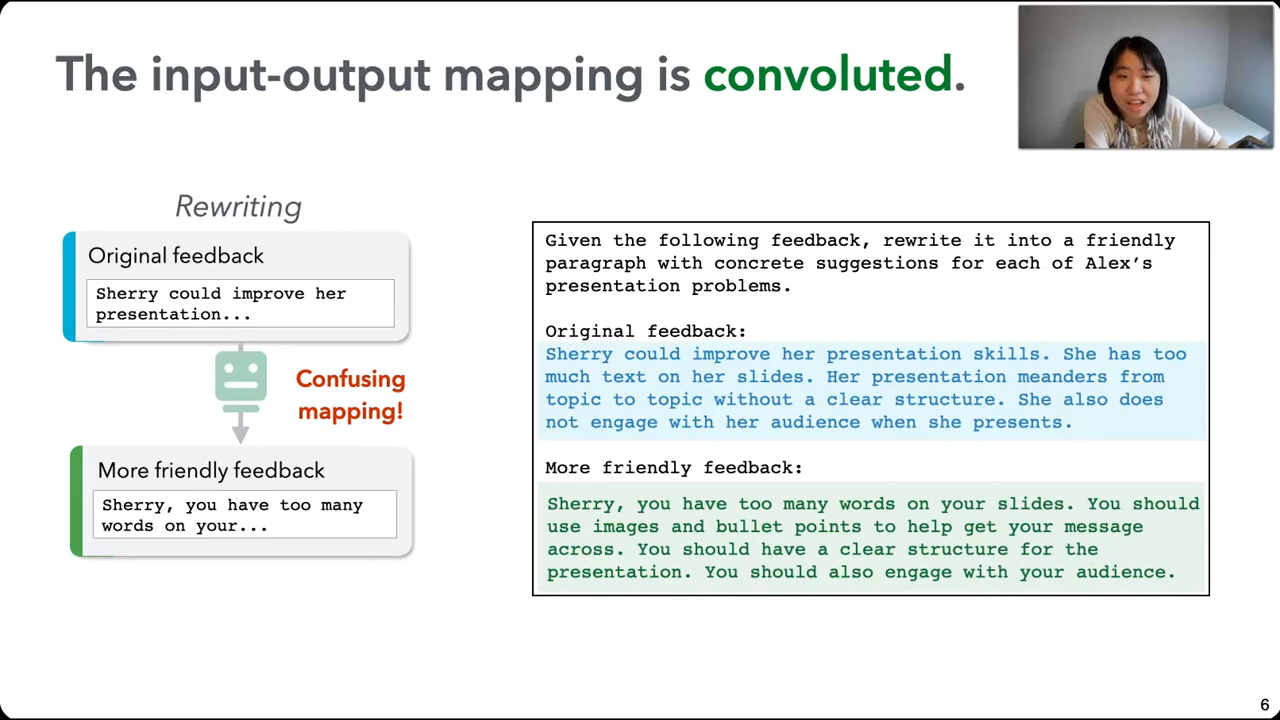 The input-output mapping is convoluted.
Rewriting
Original feedback
Sherry could improve her
presentation...
Confusing
mapping!
More friendly feedback
Sherry, you have too many
words on your...
Given the following feedback, rewrite it into a friendly
paragraph with concrete suggestions for each of Alex's
presentation problems.
Original feedback:
Sherry could improve her presentation skills. She has too
much text on her slides. Her presentation meanders from
topic to topic without a clear structure. She also does
not engage with her audience when she presents.
More friendly feedback:
Sherry, you have too many words on your slides. You should
use images and bullet points to help get your message
across. You should have a clear structure for the
presentation. You should also engage with your audience.
6